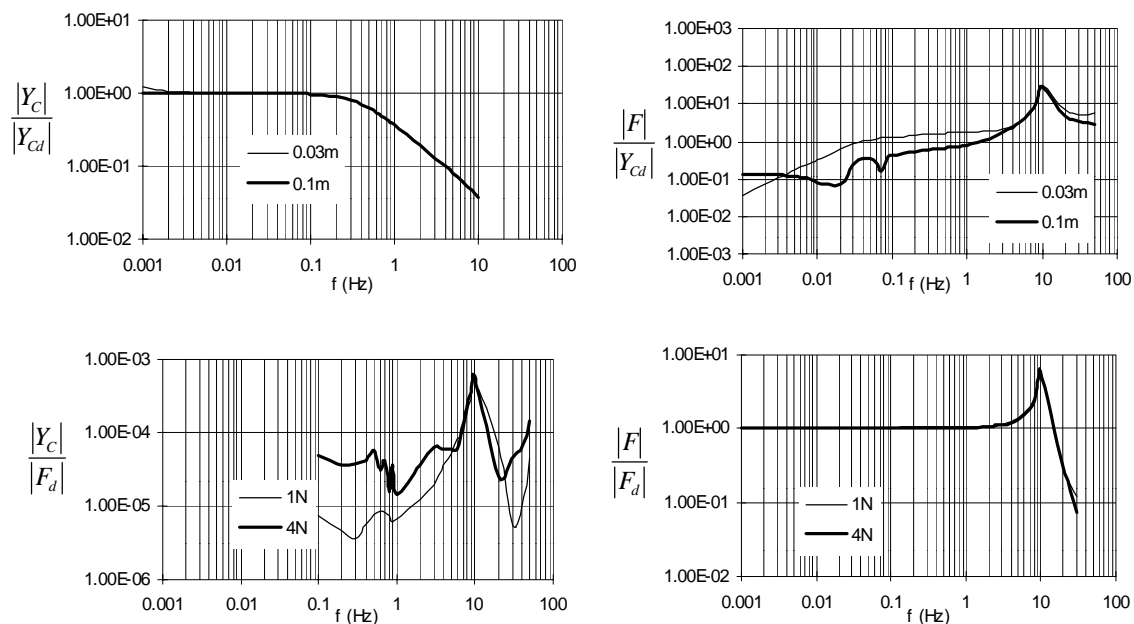 |Y_C|
|Y_Cd|
1.00E+01
1.00E+00
1.00E-01
1.00E-02
0.03m
0.1m
0.001 0.01 0.1 1 10 100
f (Hz)
|F|
|Y_Cd|
1.00E+03
1.00E+02
1.00E+01
1.00E+00
1.00E-01
1.00E-02
1.00E-03
0.03m
0.1m
0.001 0.01 0.1 1 10 100
f (Hz)
|Y_C|
|F_d|
1.00E-03
1.00E-04
1.00E-05
1.00E-06
1N
4N
0.001 0.01 0.1 1 10 100
f (Hz)
|F|
|F_d|
1.00E+01
1.00E+00
1.00E-01
1.00E-02
1N
4N
0.001 0.01 0.1 1 10 100
f (Hz)